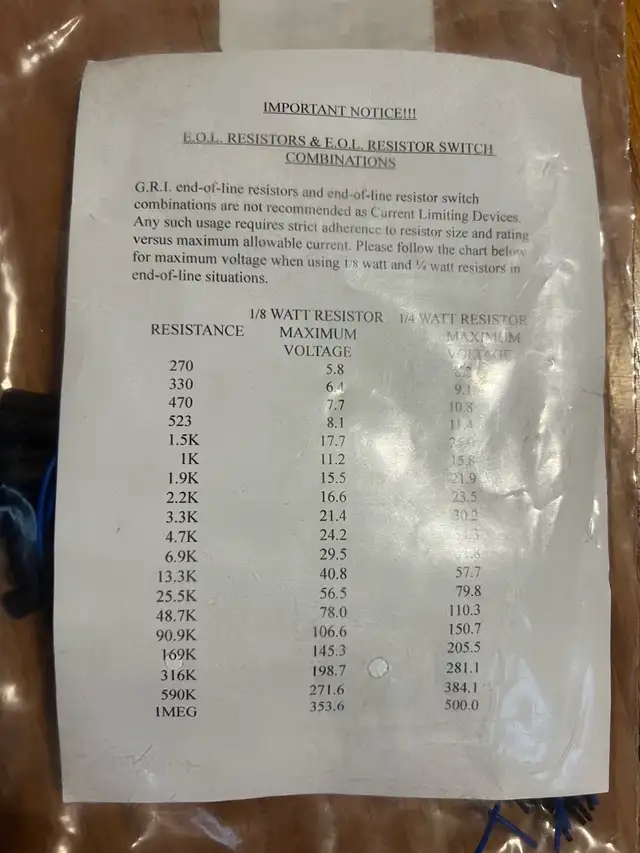 IMPORTANT NOTICE!!!
E.O.L. RESISTORS & E.O.L. RESISTOR SWITCH
COMBINATIONS
G.R.I. end-of-line resistors and end-of-line resistor switch
combinations are not recommended as Current Limiting Devices.
Any such usage requires strict adherence to resistor size and rating
versus maximum allowable current. Please follow the chart below
for maximum voltage when using 1/8 watt and ¼ watt resistors in
end-of-line situations.
1/8 WATT RESISTOR 1/4 WATT RESISTOR
RESISTANCE MAXIMUM MAXIMUM
VOLTAGE VOLTAGE
270 5.8
330 6.4 9.1
470 7.7 10.8
523 8.1 11.4
1.5K 17.7
1K 11.2 15.8
1.9K 15.5 21.9
2.2K 16.6 23.5
3.3K 21.4 30.2
4.7K 24.2
6.9K 29.5
13.3K 40.8 57.7
25.5K 56.5 79.8
48.7K 78.0 110.3
90.9K 106.6 150.7
169K 145.3 205.5
316K 198.7 281.1
590K 271.6 384.1
1MEG 353.6 500.0